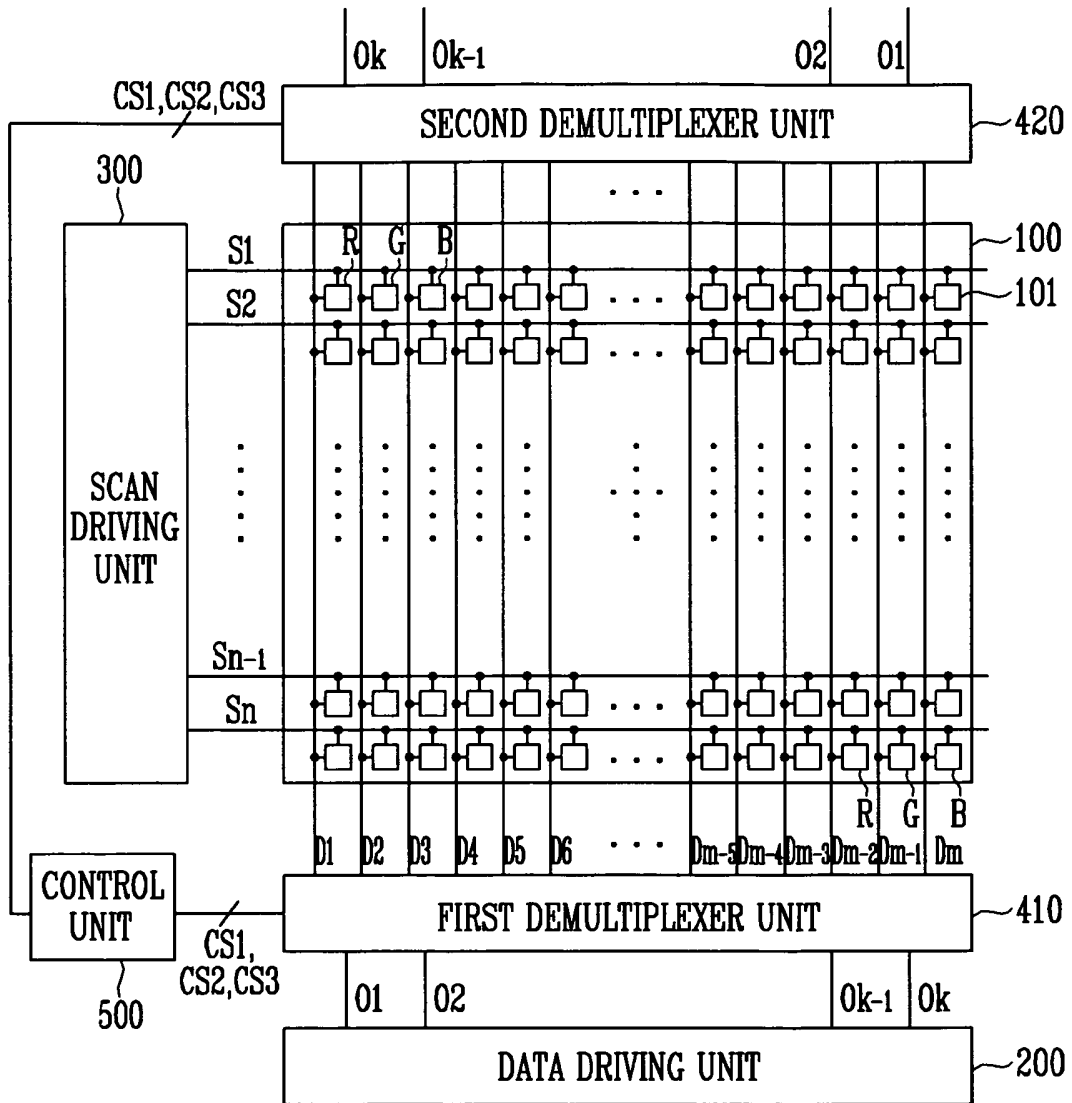 Ok
Ok-1
O2
O1
CS1,CS2,CS3
SECOND DEMULTIPLEXER UNIT
420
300
100
R
G
B
S1
101
S2
SCAN
DRIVING
UNIT
Sn-1
Sn
R
G
B
D1
D2
D3
D4
D5
D6
Dm-5
Dm-4
Dm-3
Dm-2
Dm-1
Dm
CONTROL
UNIT
FIRST DEMULTIPLEXER UNIT
410
CS1,
CS2,CS3
500
O1
O2
Ok-1
Ok
DATA DRIVING UNIT
200